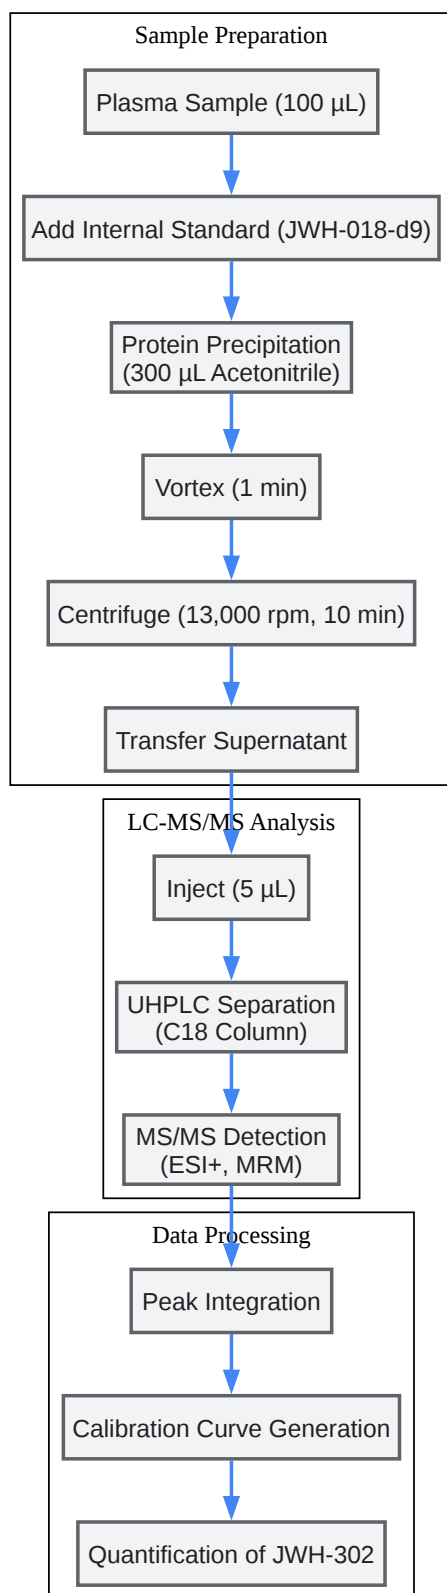 Sample Preparation
Plasma Sample (100 µL)
Add Internal Standard (JWH-018-d9)
Protein Precipitation
(300 µL Acetonitrile)
Vortex (1 min)
Centrifuge (13,000 rpm, 10 min)
Transfer Supernatant
LC-MS/MS Analysis
Inject (5 µL)
UHPLC Separation
(C18 Column)
MS/MS Detection
(ESI+, MRM)
Data Processing
Peak Integration
Calibration Curve Generation
Quantification of JWH-302